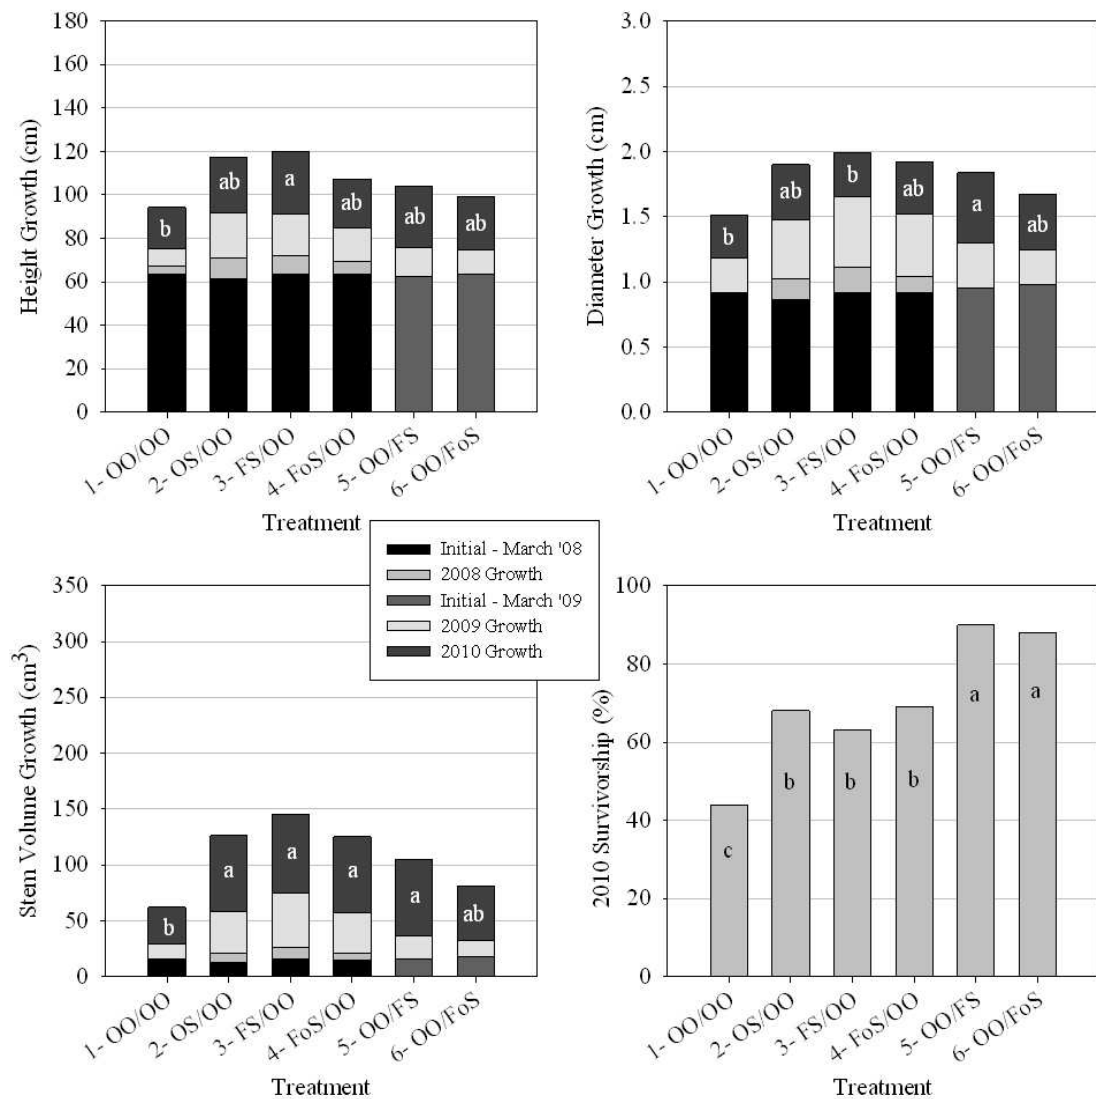 Height Growth (cm)
180
160
140
120
100
80
60
40
20
0
b
ab
a
ab
ab
ab
1- OO/OO
2- OS/OO
3- FS/OO
4- FoS/OO
5- OO/FS
6- OO/FoS
Treatment
Diameter Growth (cm)
3.0
2.5
2.0
1.5
1.0
0.5
0.0
b
ab
b
ab
a
ab
1- OO/OO
2- OS/OO
3- FS/OO
4- FoS/OO
5- OO/FS
6- OO/FoS
Treatment
Initial - March '08
2008 Growth
Initial - March '09
2009 Growth
2010 Growth
Stem Volume Growth (cm³)
350
300
250
200
150
100
50
0
b
a
a
a
a
ab
1- OO/OO
2- OS/OO
3- FS/OO
4- FoS/OO
5- OO/FS
6- OO/FoS
Treatment
2010 Survivorship (%)
100
80
60
40
20
0
c
b
b
b
a
a
1- OO/OO
2- OS/OO
3- FS/OO
4- FoS/OO
5- OO/FS
6- OO/FoS
Treatment